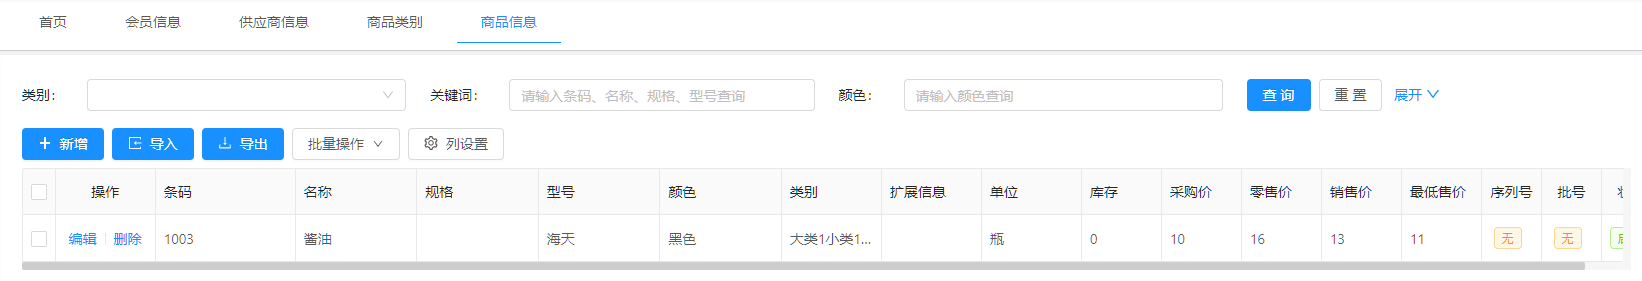 首页 会员信息 供应商信息 商品类别 商品信息
类别: 关键词: 请输入条码、名称、规格、型号查询 颜色: 请输入颜色查询 查 询 重 置 展开
新增 导入 导出 批量操作 列设置
操作 条码 名称 规格 型号 颜色 类别 扩展信息 单位 库存 采购价 零售价 销售价 最低售价 序列号 批号
编辑 删除 1003 酱油 海天 黑色 大类1小类1... 瓶 0 10 16 13 11 无 无